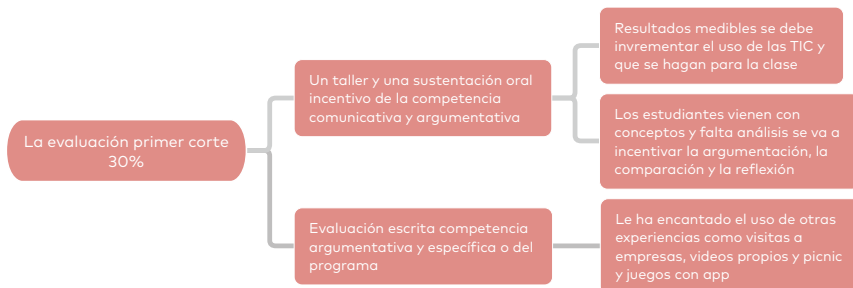 La evaluación primer corte
30%
Un taller y una sustentación oral
incentivo de la competencia
comunicativa y argumentativa
Resultados medibles se debe
invrementar el uso de las TIC y
que se hagan para la clase
Los estudiantes vienen con
conceptos y falta análisis se va a
incentivar la argumentación, la
comparación y la reflexión
Evaluación escrita competencia
argumentativa y específica o del
programa
Le ha encantado el uso de otras
experiencias como visitas a
empresas, videos propios y picnic
y juegos con app